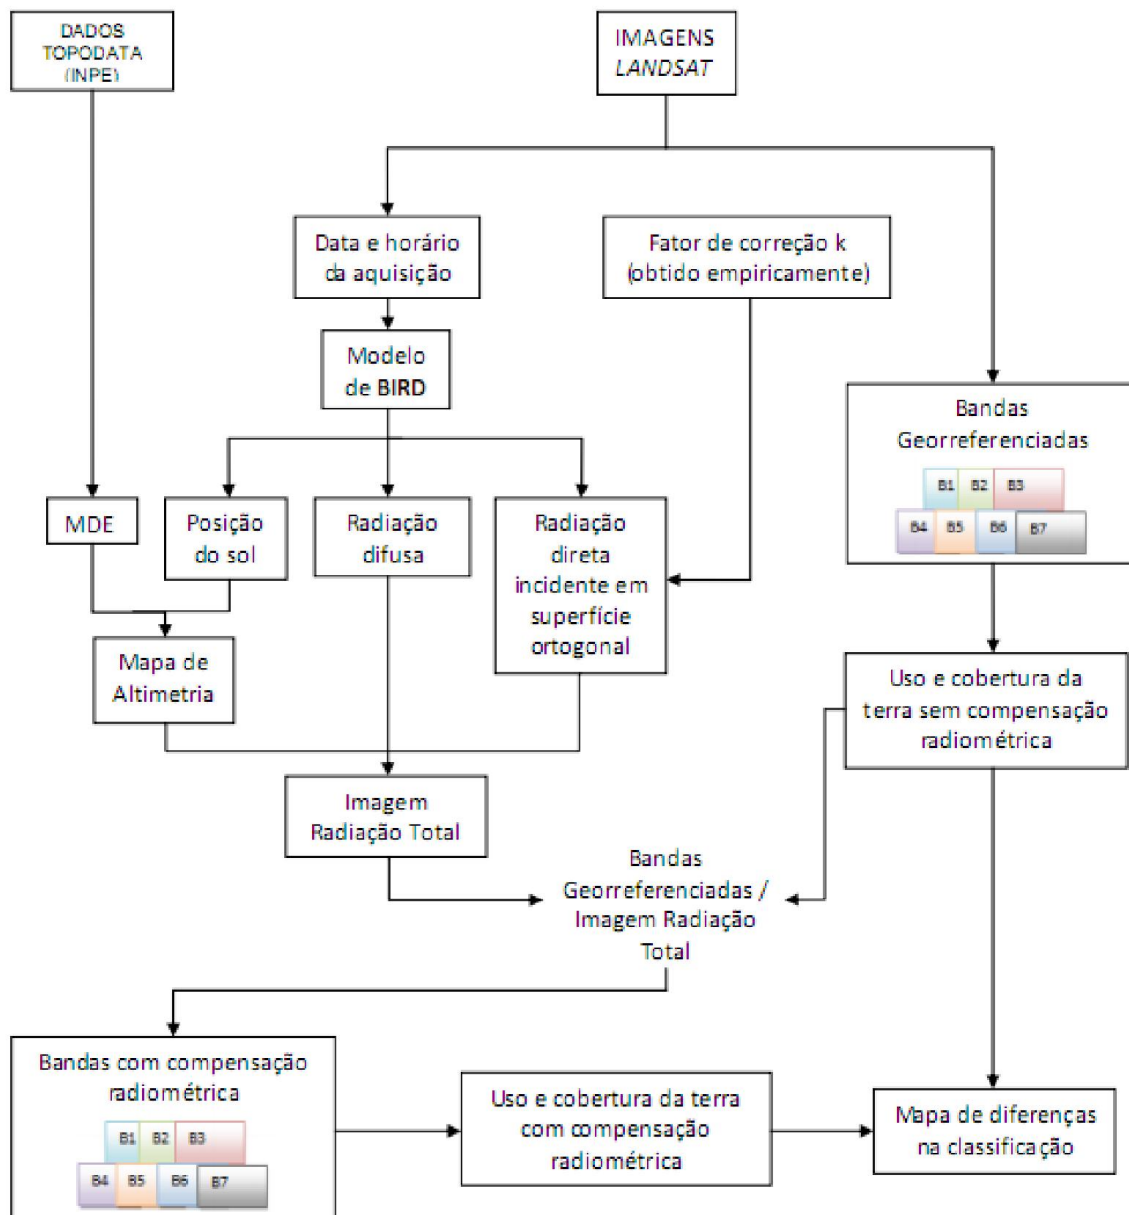 DADOS
TOPODATA
(INPE)
IMAGENS
LANDSAT
Data e horário
da aquisição
Fator de correção k
(obtido empiricamente)
Modelo
de BIRD
Bandas
Georreferenciadas
B1 B2 B3
B4 B5 B6 B7
MDE
Posição
do sol
Radiação
difusa
Radiação
direta
incidente em
superfície
ortogonal
Mapa de
Altimetria
Uso e cobertura da
terra sem compensação
radiométrica
Imagem
Radiação Total
Bandas
Georreferenciadas /
Imagem Radiação
Total
Bandas com compensação
radiométrica
B1 B2 B3
B4 B5 B6 B7
Uso e cobertura da terra
com compensação
radiométrica
Mapa de diferenças
na classificação